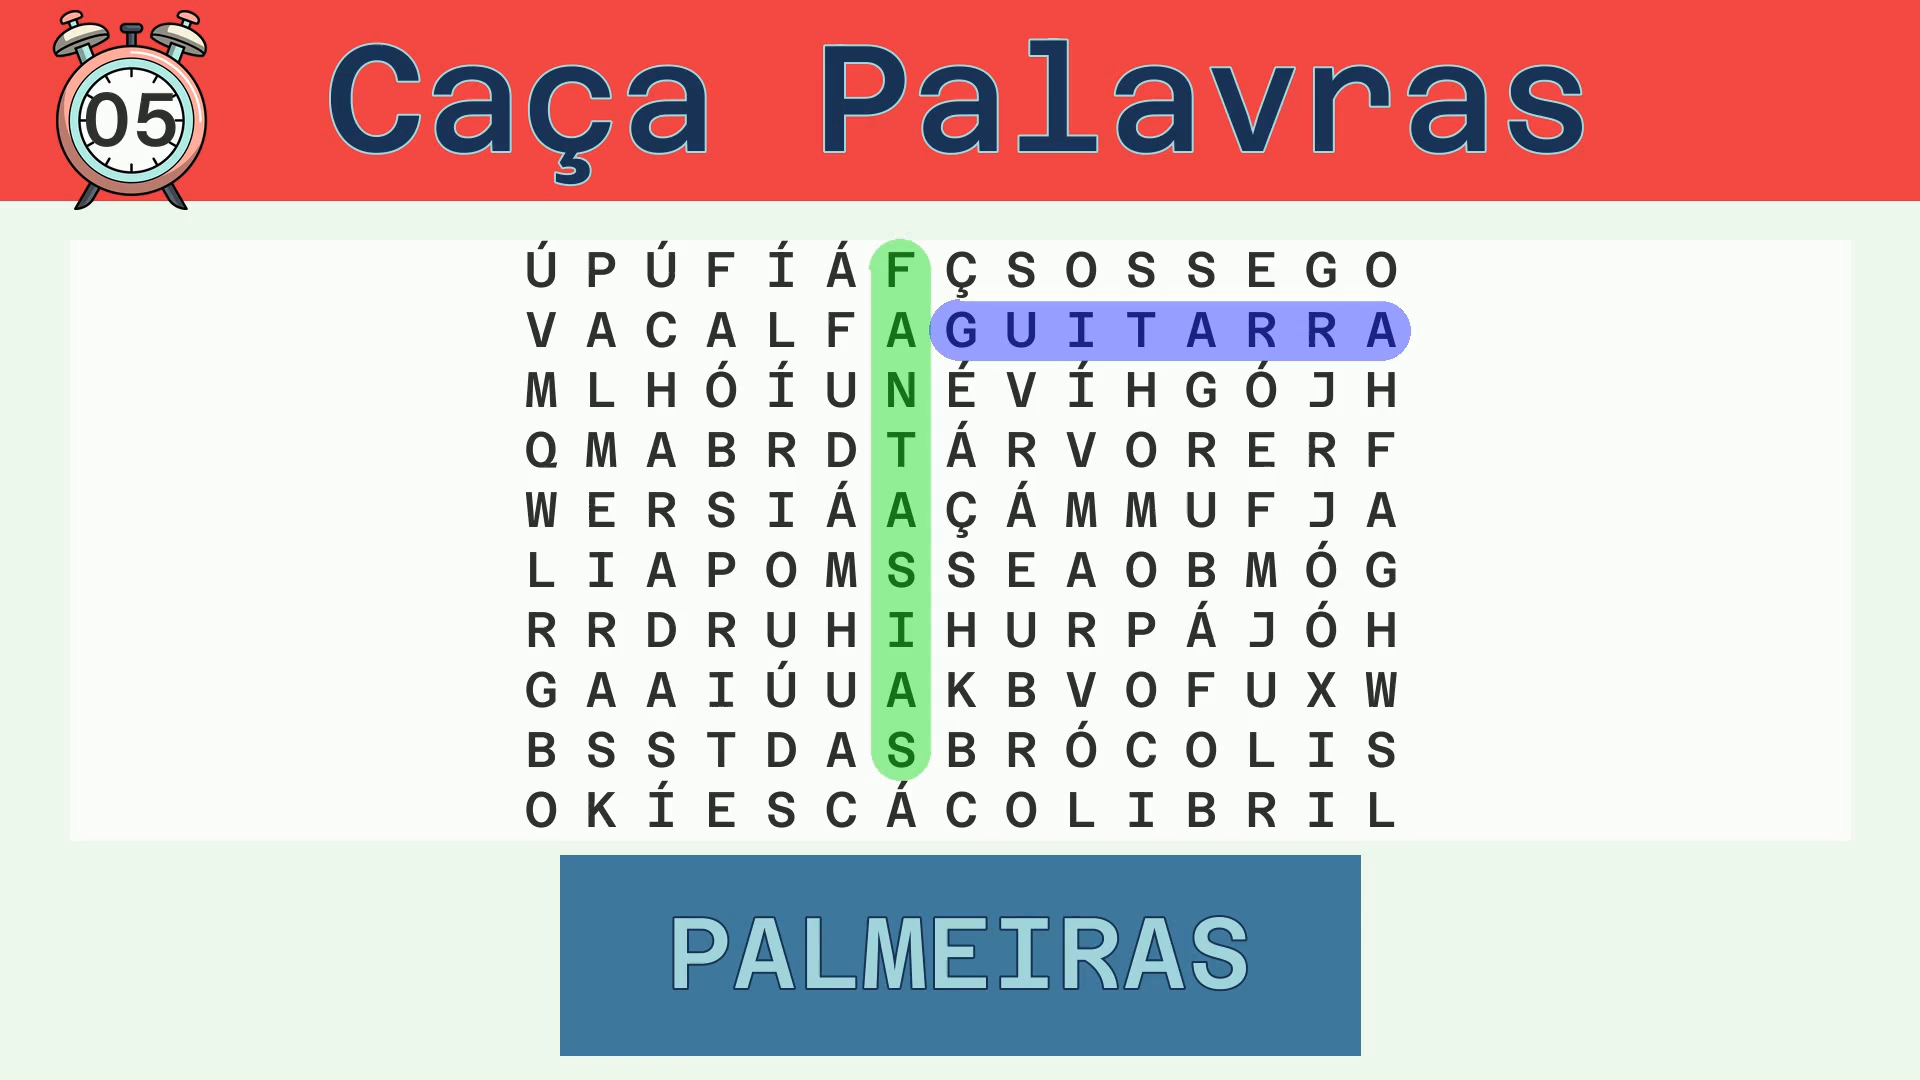 05
Caça Palavras
Ú P Ú F Í Á F Ç S O S S E G O
V A C A L F A G U I T A R R A
M L H Ó Í U N É V Í H G Ó J H
Q M A B R D T Á R V O R E R F
W E R S I Á A Ç Á M M U F J A
L I A P O M S S E A O B M Ó G
R R D R U H I H U R P Á J Ó H
G A A I Ú U A K B V O F U X W
B S S T D A S B R Ó C O L I S
O K Í E S C Á C O L I B R I L
PALMEIRAS